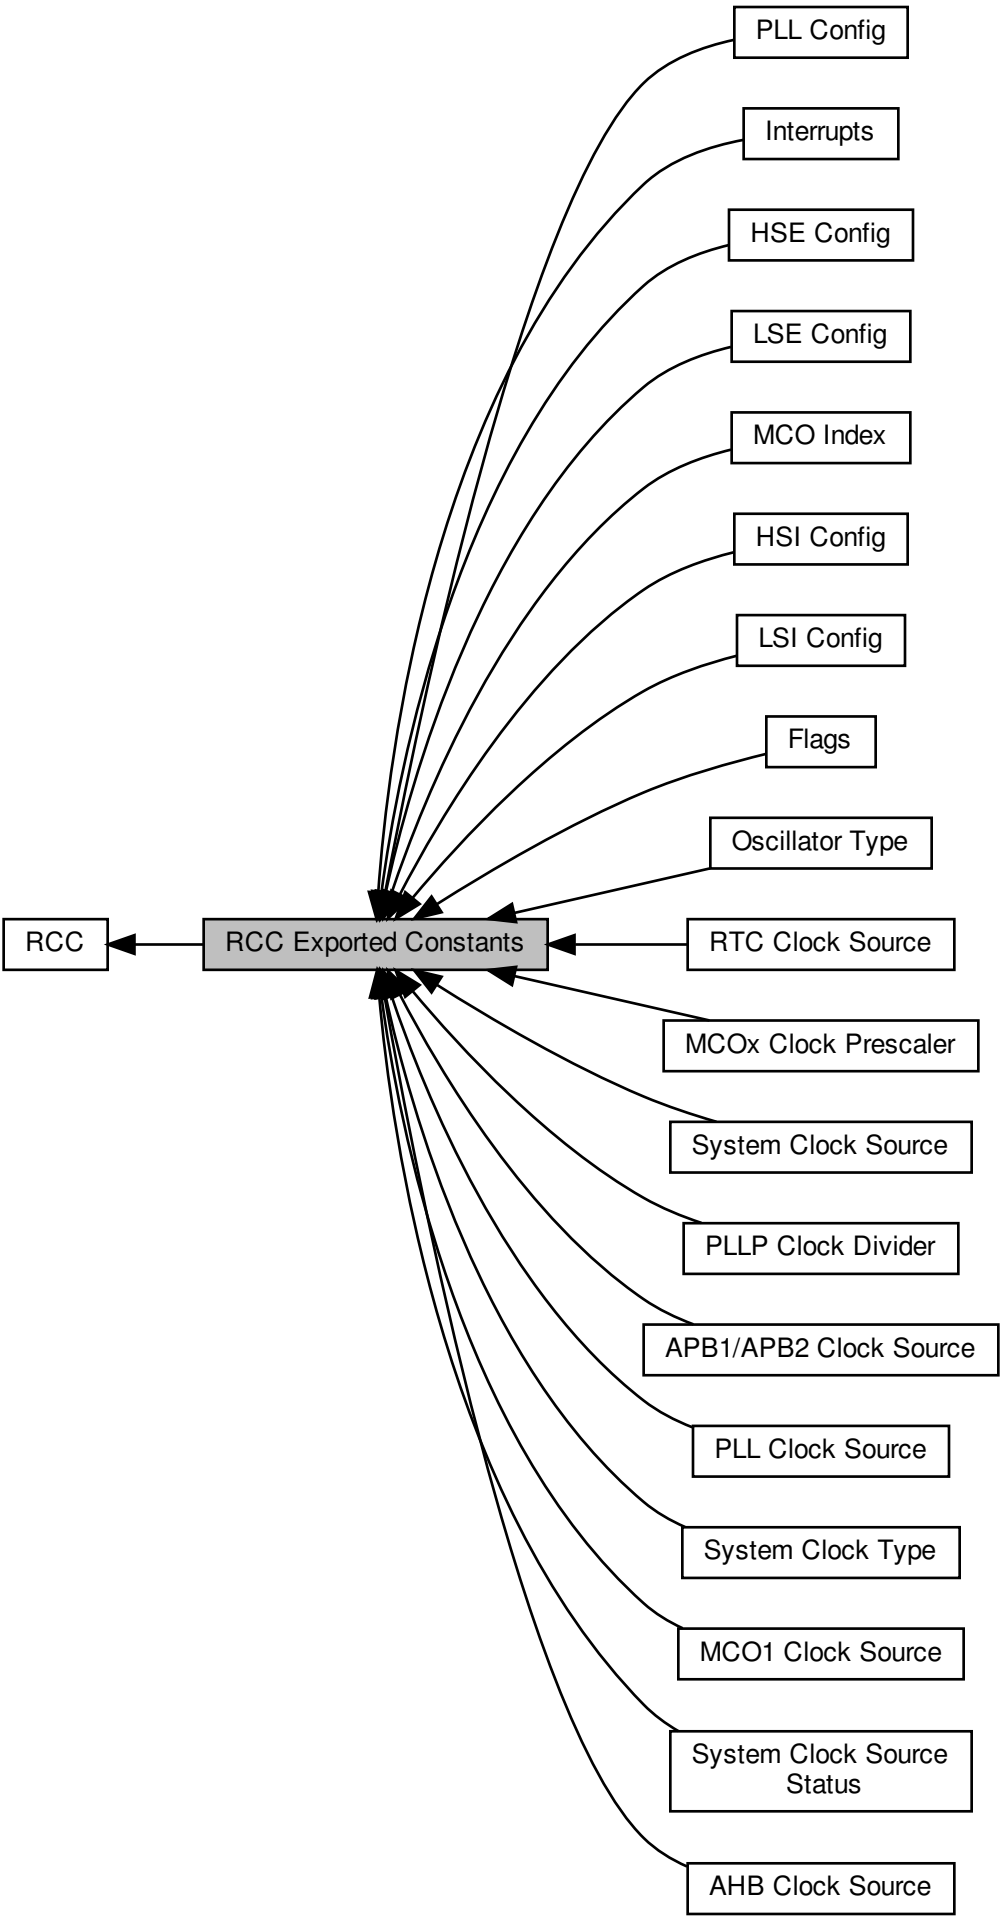 PLL Config
Interrupts
HSE Config
LSE Config
MCO Index
HSI Config
LSI Config
Flags
Oscillator Type
RCC
RCC Exported Constants
RTC Clock Source
MCOx Clock Prescaler
System Clock Source
PLLP Clock Divider
APB1/APB2 Clock Source
PLL Clock Source
System Clock Type
MCO1 Clock Source
System Clock Source
Status
AHB Clock Source